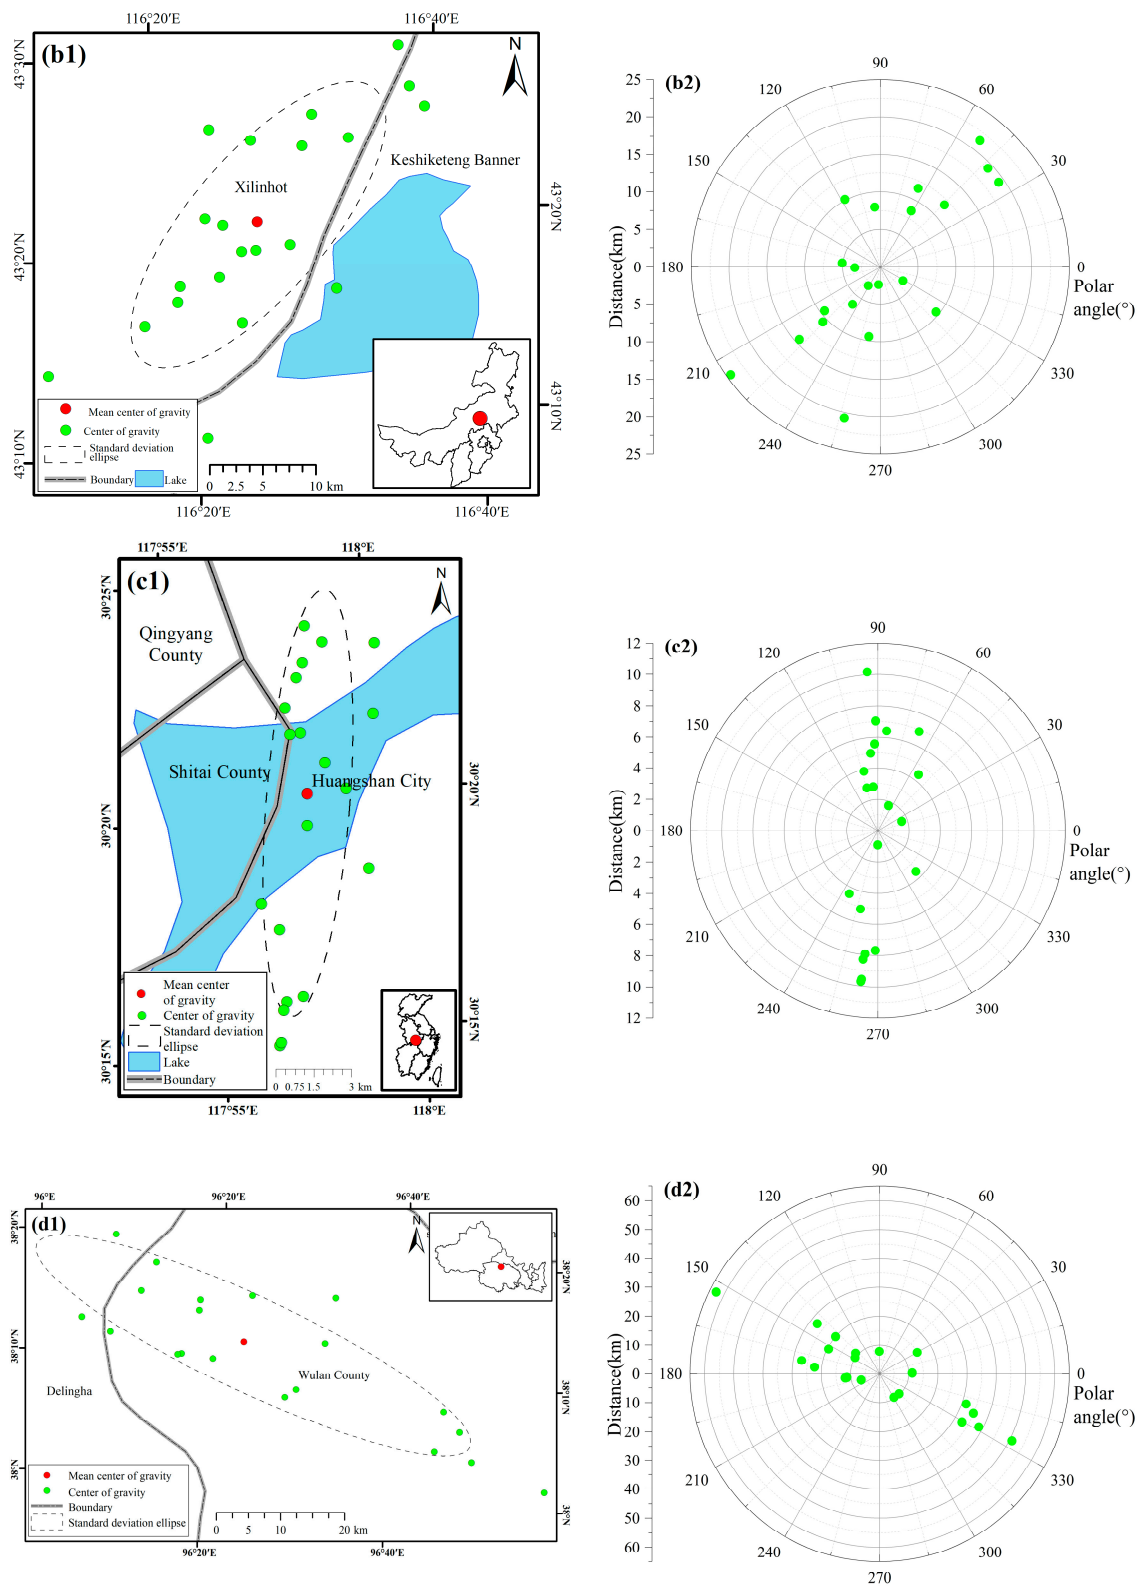 116°20′E 116°40′E
(b1)
N
43°30′N
Keshiketeng Banner
Xilinhot
43°20′N
43°20′N
43°10′N
43°10′N
Mean center of gravity
Center of gravity
Standard deviation
ellipse
Boundary Lake
0 2.5 5 10 km
116°20′E 116°40′E
(b2)
90
120 60
150 30
180 0
210 330
240 300
270
25
20
15
10
5
0
5
10
15
20
25
Distance(km)
Polar
angle(°)
117°55′E 118°E
(c1)
N
30°25′N
Qingyang
County
Shitai County
Huangshan City
30°20′N
30°20′N
30°15′N
30°15′N
Mean center
of gravity
Center of gravity
Standard deviation
ellipse
Lake
Boundary
0 0.75 1.5 3 km
117°55′E 118°E
(c2)
90
120 60
150 30
180 0
210 330
240 300
270
12
10
8
6
4
2
0
2
4
6
8
10
12
Distance(km)
Polar
angle(°)
96°E 96°20′E 96°40′E
(d1)
N
38°20′N
38°20′N
38°10′N
38°10′N
38°N
38°N
Delingha
Wulan County
Mean center of gravity
Center of gravity
Boundary
Standard deviation ellipse
0 5 10 20 km
96°20′E 96°40′E
(d2)
90
120 60
150 30
180 0
210 330
240 300
270
60
50
40
30
20
10
0
10
20
30
40
50
60
Distance(km)
Polar
angle(°)